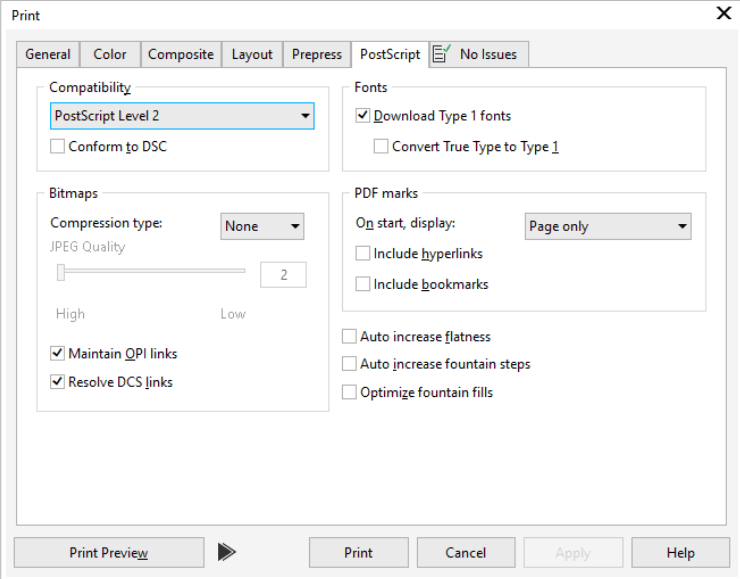 Print
General Color Composite Layout Prepress PostScript No Issues
Compatibility
PostScript Level 2
Conform to DSC
Fonts
Download Type 1 fonts
Convert True Type to Type 1
Bitmaps
Compression type: None
JPEG Quality
2
High Low
Maintain OPI links
Resolve DCS links
PDF marks
On start, display: Page only
Include hyperlinks
Include bookmarks
Auto increase flatness
Auto increase fountain steps
Optimize fountain fills
Print Preview Print Cancel Apply Help